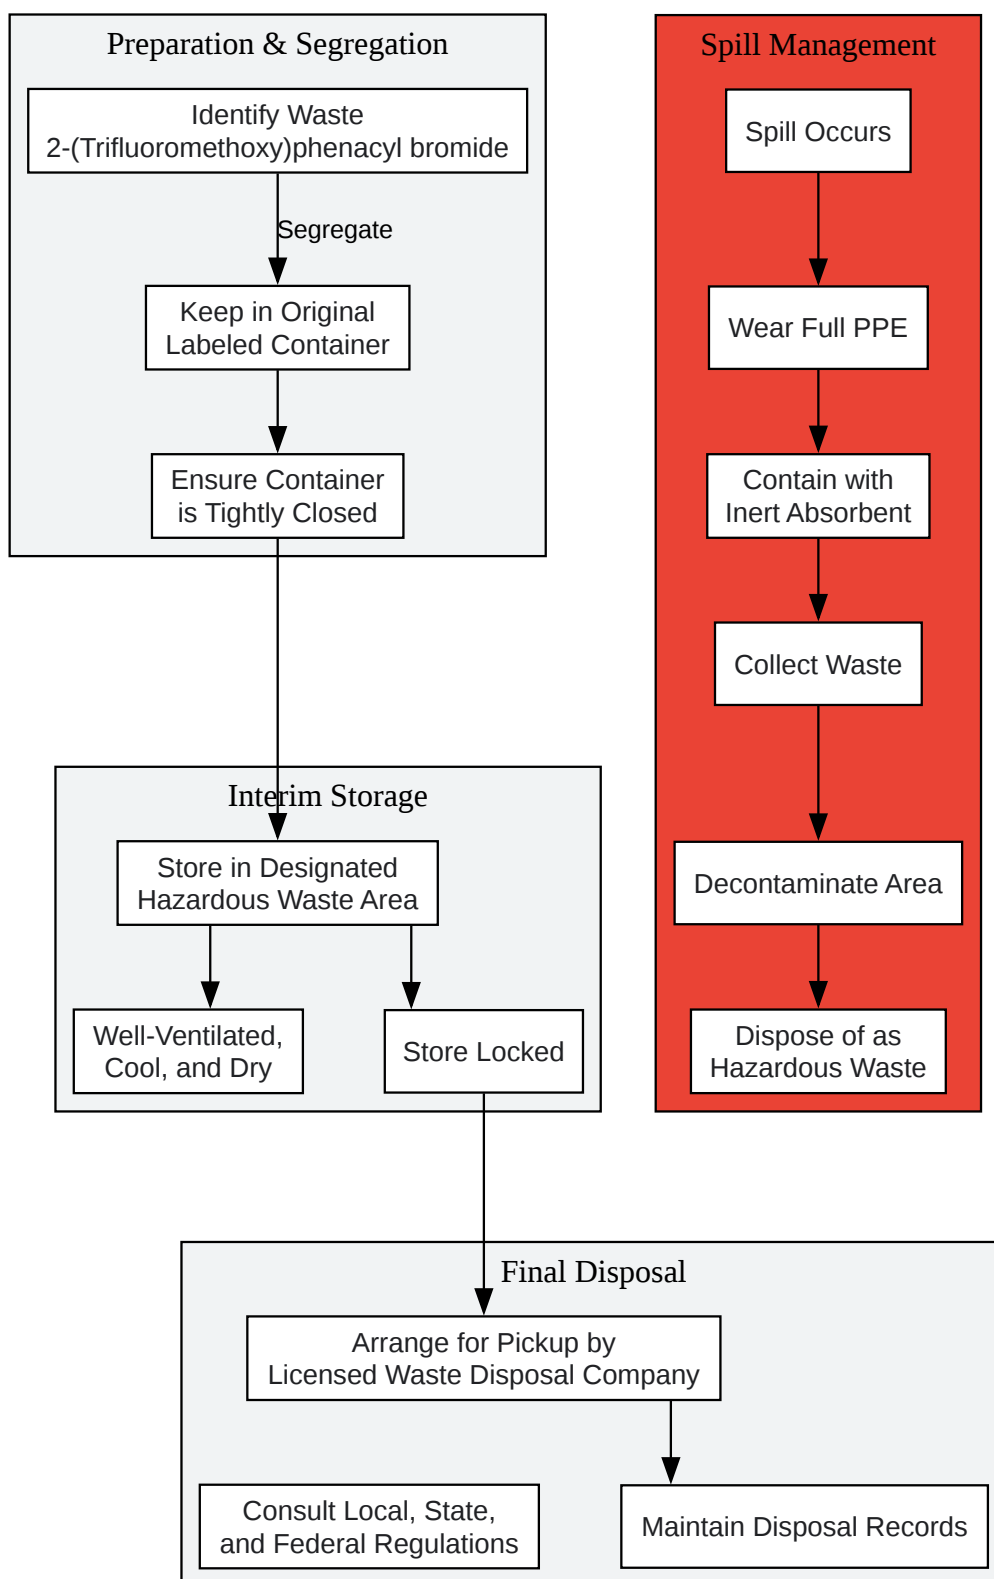 Preparation & Segregation
Identify Waste
2-(Trifluoromethoxy)phenacyl bromide
Segregate
Keep in Original
Labeled Container
Ensure Container
is Tightly Closed
Interim Storage
Store in Designated
Hazardous Waste Area
Well-Ventilated,
Cool, and Dry
Store Locked
Final Disposal
Arrange for Pickup by
Licensed Waste Disposal Company
Consult Local, State,
and Federal Regulations
Maintain Disposal Records
Spill Management
Spill Occurs
Wear Full PPE
Contain with
Inert Absorbent
Collect Waste
Decontaminate Area
Dispose of as
Hazardous Waste